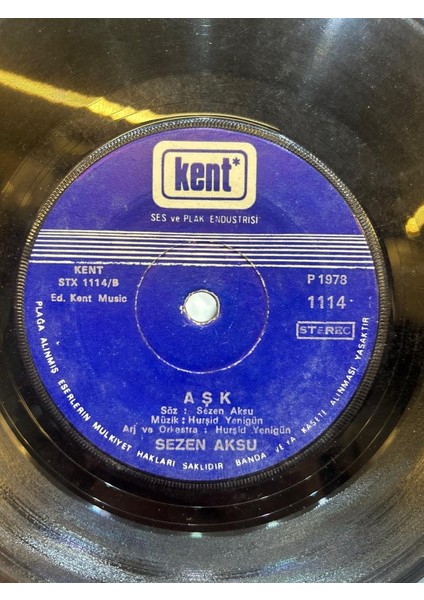 kent*
SES ve PLAK ENDÜSTRİSİ
KENT
STX 1114/B
Ed. Kent Music
P 1978
1114
STEREO
AŞK
Söz : Sezen Aksu
Müzik : Hurşid Yenigün
Arj ve Orkestra : Hurşid Yenigün
SEZEN AKSU
PLAĞA ALINMIŞ ESERLERİN MÜLKİYET HAKLARI SAKLIDIR BANDA VEYA KASETE ALINMASI YASAKTIR